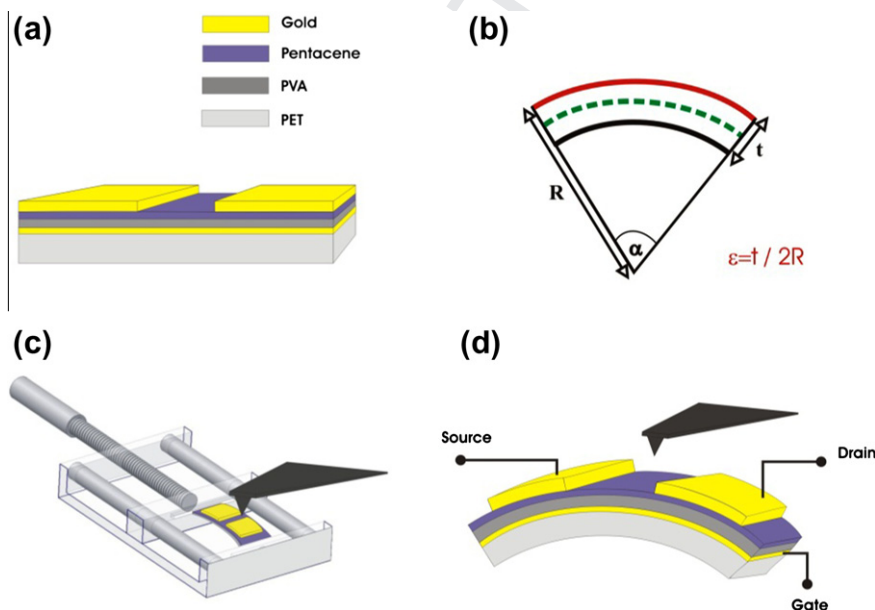 (a)
Gold
Pentacene
PVA
PET
(b)
R
t
α
ε=t / 2R
(c)
(d)
Source
Drain
Gate